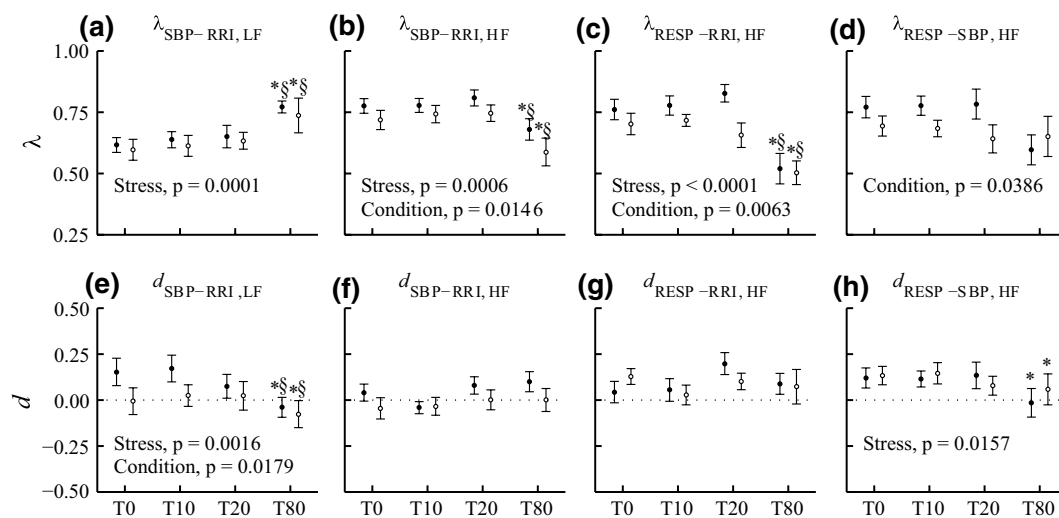 (a) λSBP−RRI, LF
(b) λSBP−RRI, HF
(c) λRESP−RRI, HF
(d) λRESP−SBP, HF
λ
1.00
0.75
0.50
0.25
*§ *§
Stress, p = 0.0001
*§
*§
Stress, p = 0.0006
Condition, p = 0.0146
*§
*§
Stress, p < 0.0001
Condition, p = 0.0063
Condition, p = 0.0386
(e) dSBP−RRI,LF
(f) dSBP−RRI, HF
(g) dRESP−RRI, HF
(h) dRESP−SBP, HF
d
0.50
0.25
0.00
−0.25
−0.50
*§ *§
Stress, p = 0.0016
Condition, p = 0.0179
* *
Stress, p = 0.0157
T0 T10 T20 T80
T0 T10 T20 T80
T0 T10 T20 T80
T0 T10 T20 T80